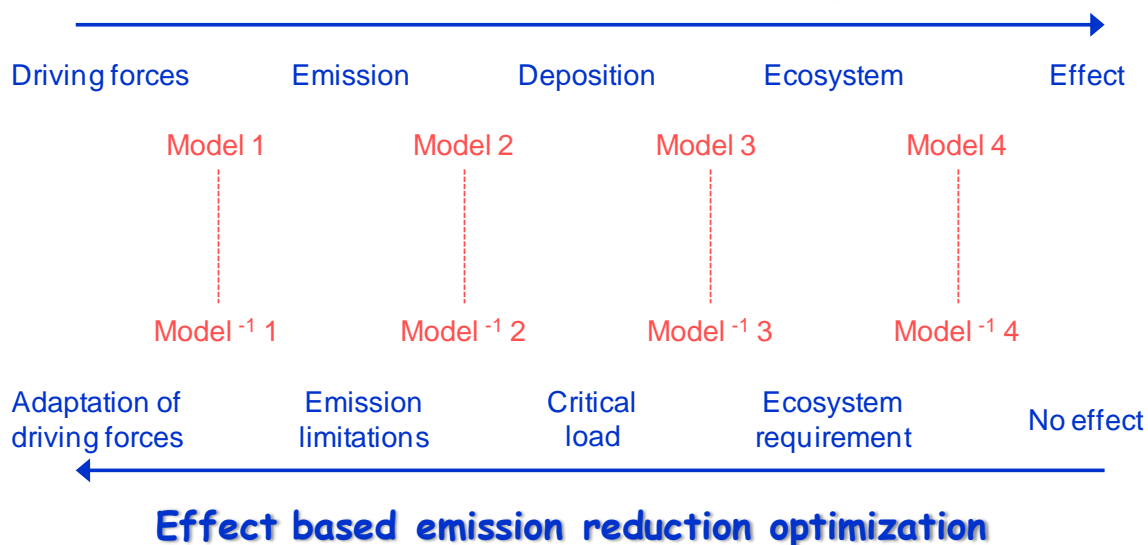 Driving forces Emission Deposition Ecosystem Effect
Model 1 Model 2 Model 3 Model 4
Model ⁻¹ 1 Model ⁻¹ 2 Model ⁻¹ 3 Model ⁻¹ 4
Adaptation of
driving forces
Emission
limitations
Critical
load
Ecosystem
requirement
No effect
Effect based emission reduction optimization